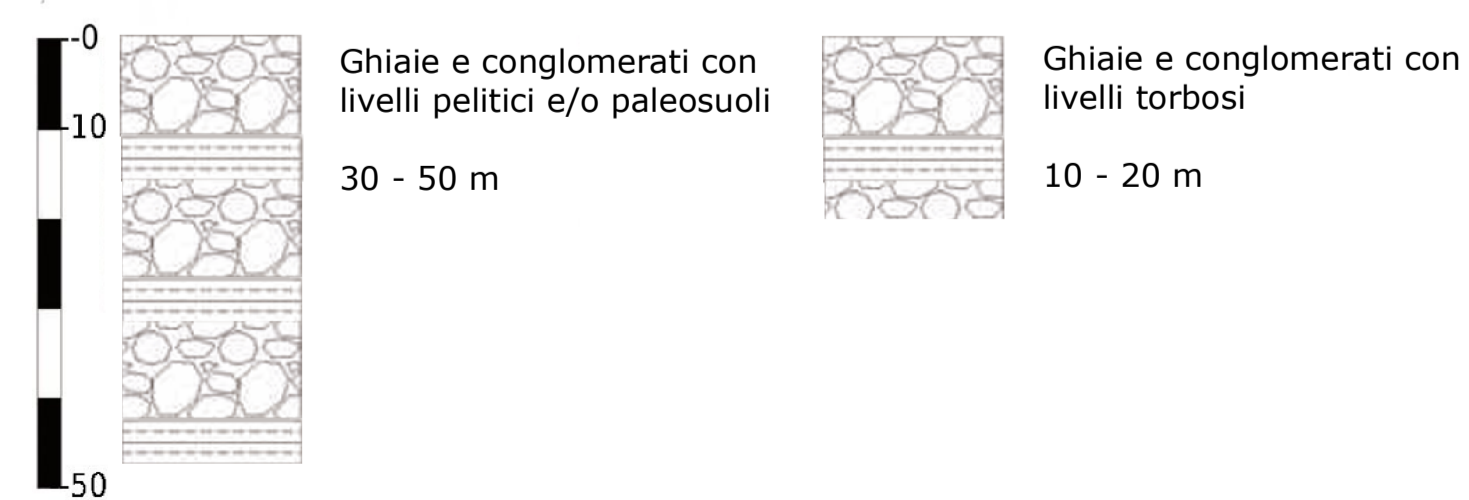 -0
-10
-50
Ghiaie e conglomerati con
livelli pelitici e/o paleosuoli
30 - 50 m
Ghiaie e conglomerati con
livelli torbosi
10 - 20 m